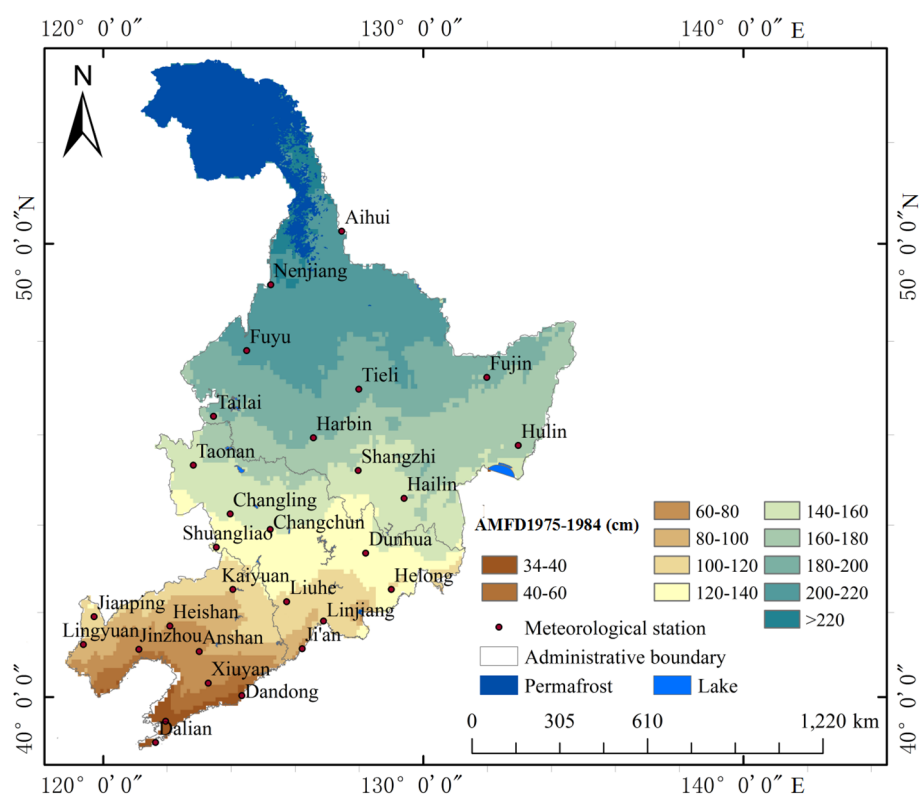 120° 0′ 0″
130° 0′ 0″
140° 0′ 0″ E
N
50° 0′ 0″N
50° 0′ 0″N
Aihui
Nenjiang
Fuyu
Fujin
Tieli
Tailai
Harbin
Hulin
Taonan
Shangzhi
Hailin
Changling
Changchun
Shuangliao
Dunhua
Kaiyuan
Liuhe
Helong
Jianping
Heishan
Linjiang
Lingyuan
Jinzhou
Anshan
Ji'an
Xiuyan
Dandong
Dalian
AMFD1975-1984 (cm)
34-40
40-60
60-80
80-100
100-120
120-140
140-160
160-180
180-200
200-220
>220
Meteorological station
Administrative boundary
Permafrost
Lake
0 305 610 1,220 km
40° 0′ 0″
40° 0′ 0″
120° 0′ 0″
130° 0′ 0″
140° 0′ 0″ E